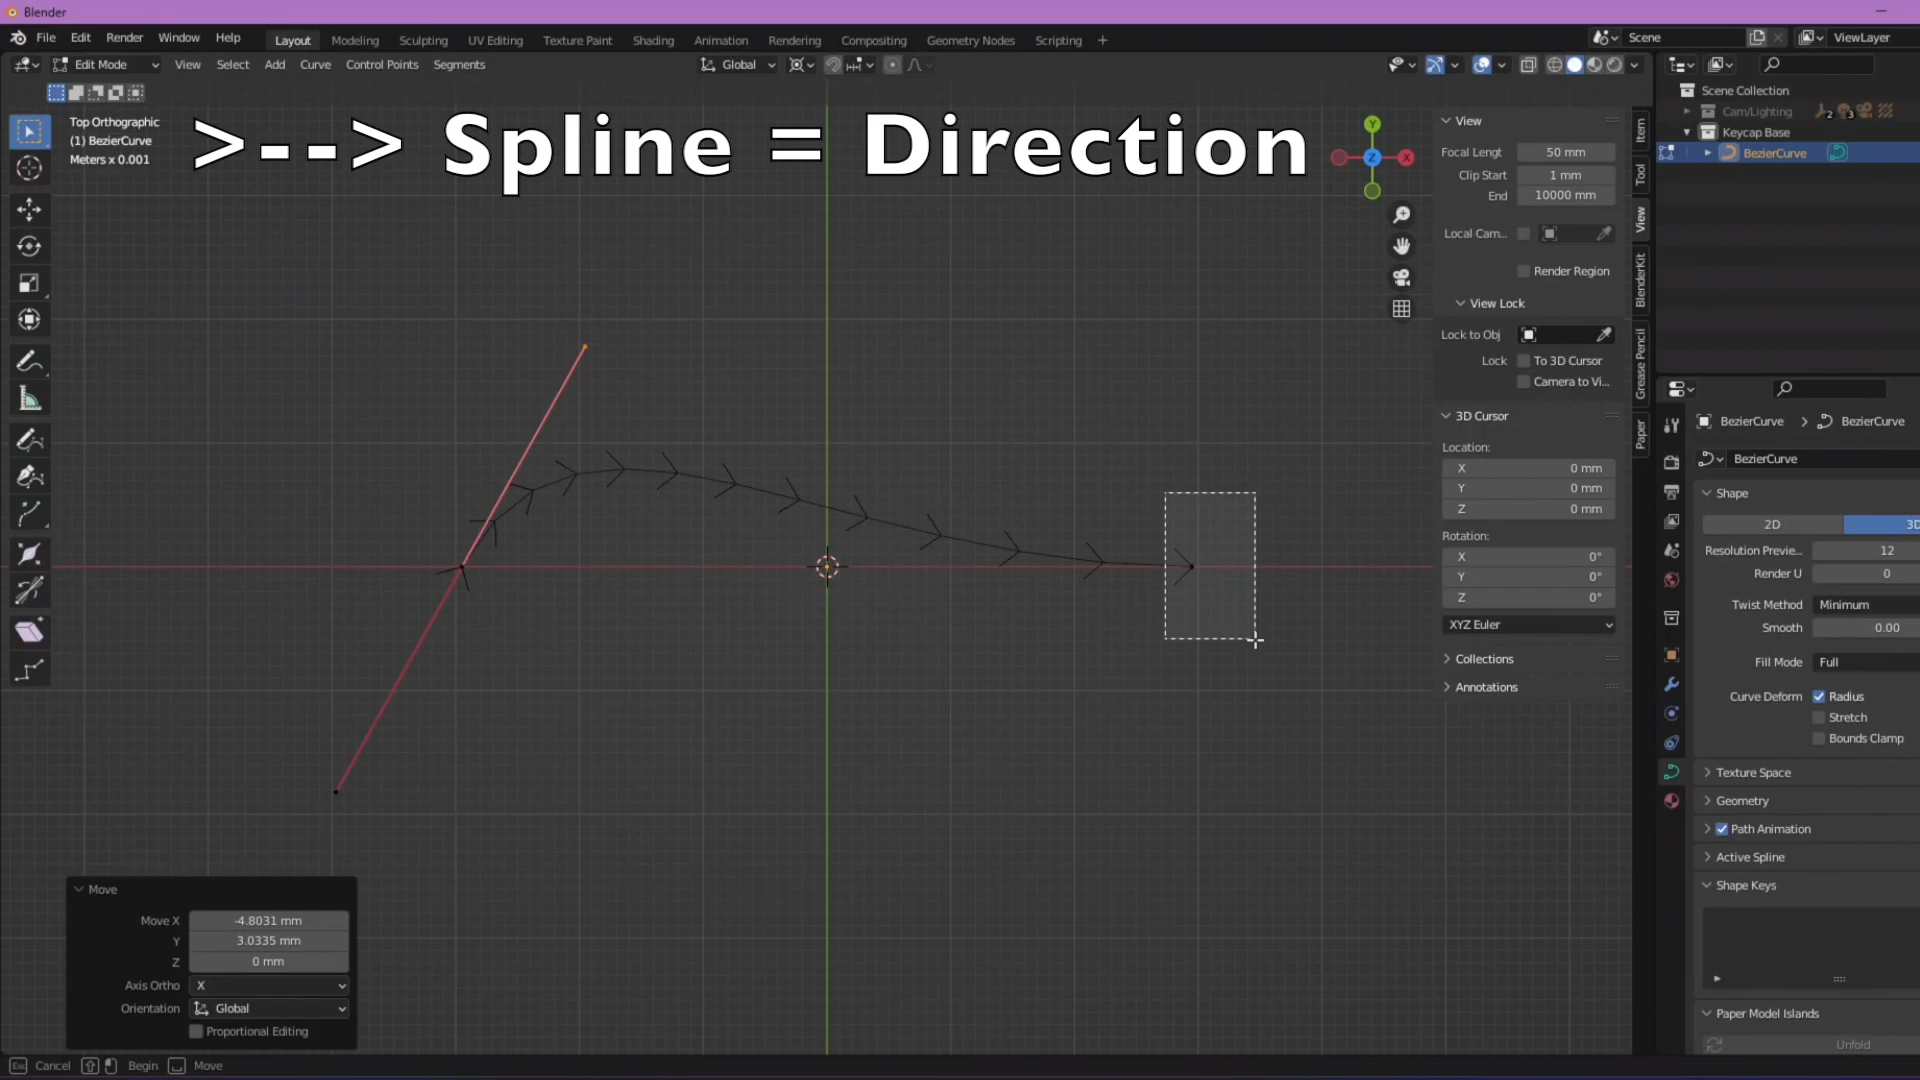 Blender
File Edit Render Window Help Layout Modeling Sculpting UV Editing Texture Paint Shading Animation Rendering Compositing Geometry Nodes Scripting + Scene ViewLayer
Edit Mode View Select Add Curve Control Points Segments Global
Top Orthographic
(1) BezierCurve
Meters x 0.001
>--> Spline = Direction
Y
Z
X
View
Focal Lengt 50 mm
Clip Start 1 mm
End 10000 mm
Local Cam...
Render Region
View Lock
Lock to Obj
Lock To 3D Cursor
Camera to Vi...
3D Cursor
Location:
X 0 mm
Y 0 mm
Z 0 mm
Rotation:
X 0°
Y 0°
Z 0°
XYZ Euler
Collections
Annotations
Item
Tool
View
BlenderKit
Grease Pencil
Paper
Scene Collection
Cam/Lighting 2 3
Keycap Base
BezierCurve
BezierCurve > BezierCurve
BezierCurve
Shape
2D 3D
Resolution Previe... 12
Render U 0
Twist Method Minimum
Smooth 0.00
Fill Mode Full
Curve Deform Radius
Stretch
Bounds Clamp
Texture Space
Geometry
Path Animation
Active Spline
Shape Keys
Paper Model Islands
Unfold
Move
Move X -4.8031 mm
Y 3.0335 mm
Z 0 mm
Axis Ortho X
Orientation Global
Proportional Editing
Esc Cancel Begin Move